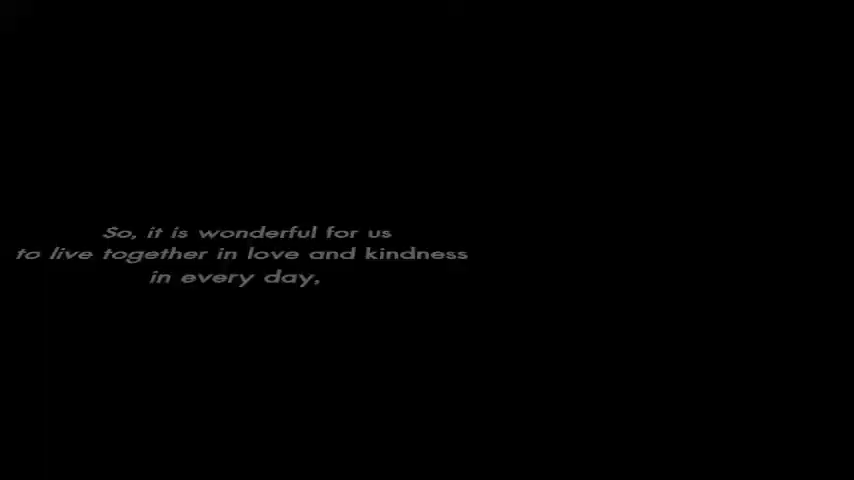 So, it is wonderful for us
to live together in love and kindness
in every day,